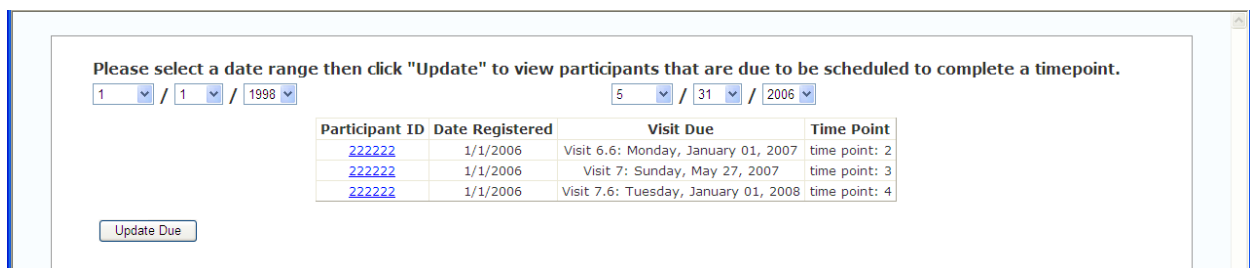 Please select a date range then click "Update" to view participants that are due to be scheduled to complete a timepoint.
1 / 1 / 1998 5 / 31 / 2006
Participant ID Date Registered Visit Due Time Point
222222 1/1/2006 Visit 6.6: Monday, January 01, 2007 time point: 2
222222 1/1/2006 Visit 7: Sunday, May 27, 2007 time point: 3
222222 1/1/2006 Visit 7.6: Tuesday, January 01, 2008 time point: 4
Update Due